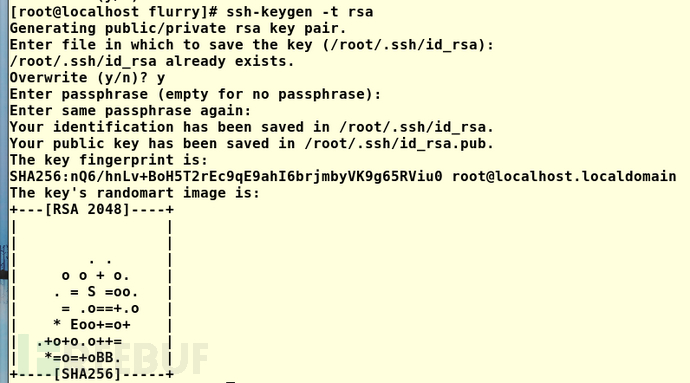 [root@localhost flurry]# ssh-keygen -t rsa
Generating public/private rsa key pair.
Enter file in which to save the key (/root/.ssh/id_rsa):
/root/.ssh/id_rsa already exists.
Overwrite (y/n)? y
Enter passphrase (empty for no passphrase):
Enter same passphrase again:
Your identification has been saved in /root/.ssh/id_rsa.
Your public key has been saved in /root/.ssh/id_rsa.pub.
The key fingerprint is:
SHA256:nQ6/hnLv+BoH5T2rEc9qE9ahI6brjmbyVK9g65RViu0 root@localhost.localdomain
The key's randomart image is:
+---[RSA 2048]----+
|                 |
|                 |
|        . .      |
|     o o + o.    |
|    . = S =oo.   |
|     = .o==+.o   |
|    * Eoo+=o+    |
|  .+o+o.o++=     |
|   *=o=+oBB.     |
+----[SHA256]-----+